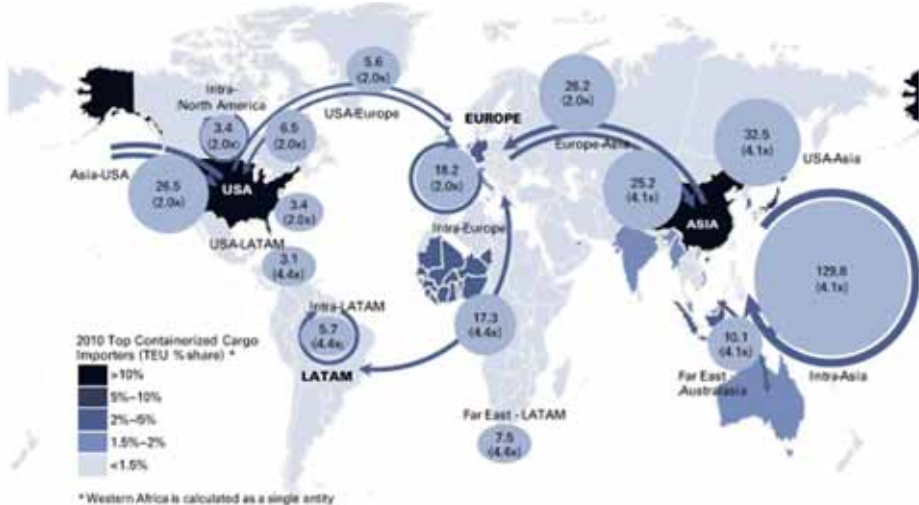 5.6
(2.0x)
26.2
(2.0x)
Intra-
North America
3.4
(2.0x)
6.5
(2.0x)
USA-Europe
EUROPE
Europe-Asia
32.5
(4.1x)
USA-Asia
Asia-USA
26.5
(2.0x)
USA
18.2
(2.0x)
25.2
(4.1x)
ASIA
3.4
(2.0x)
USA-LATAM
Intra-Europe
3.1
(4.4x)
129.8
(4.1x)
Intra-LATAM
5.7
(4.4x)
LATAM
17.3
(4.4x)
10.1
(4.1x)
Far East -
Australasia
Intra-Asia
Far East - LATAM
7.5
(4.4x)
2010 Top Containerized Cargo
Importers (TEU % share) *
>10%
5%–10%
2%–5%
1.5%–2%
<1.5%
* Western Africa is calculated as a single entity